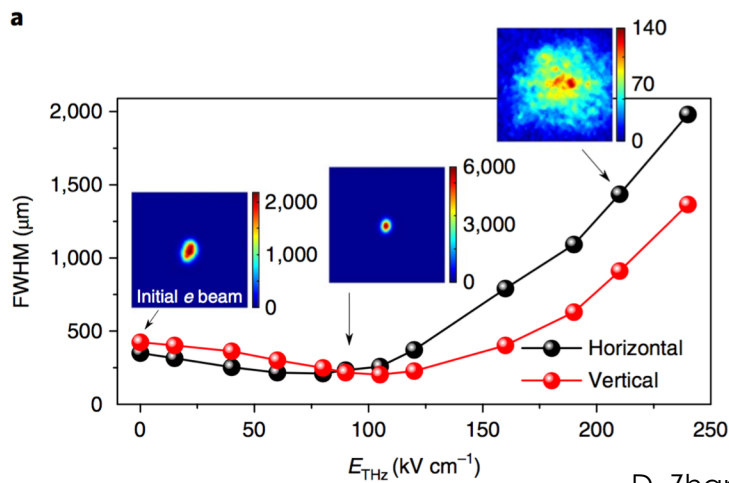 a
140
70
0
2,000
1,500
1,000
500
0
FWHM (μm)
6,000
3,000
0
2,000
1,000
0
Initial e beam
Horizontal
Vertical
0 50 100 150 200 250
E_THz (kV cm⁻¹)